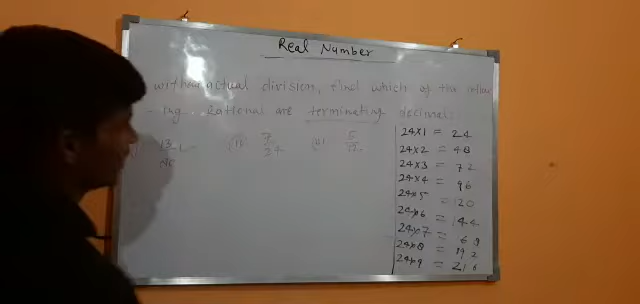 Real Number
without actual division, find which of the follow
ing rational are terminating decimal:
(ii) 7/24 (iii) 5/12
24×1 = 24
24×2 = 48
24×3 = 72
24×4 = 96
24×5 = 120
24×6 = 144
24×7 =
24×8 = 192
24×9 = 216